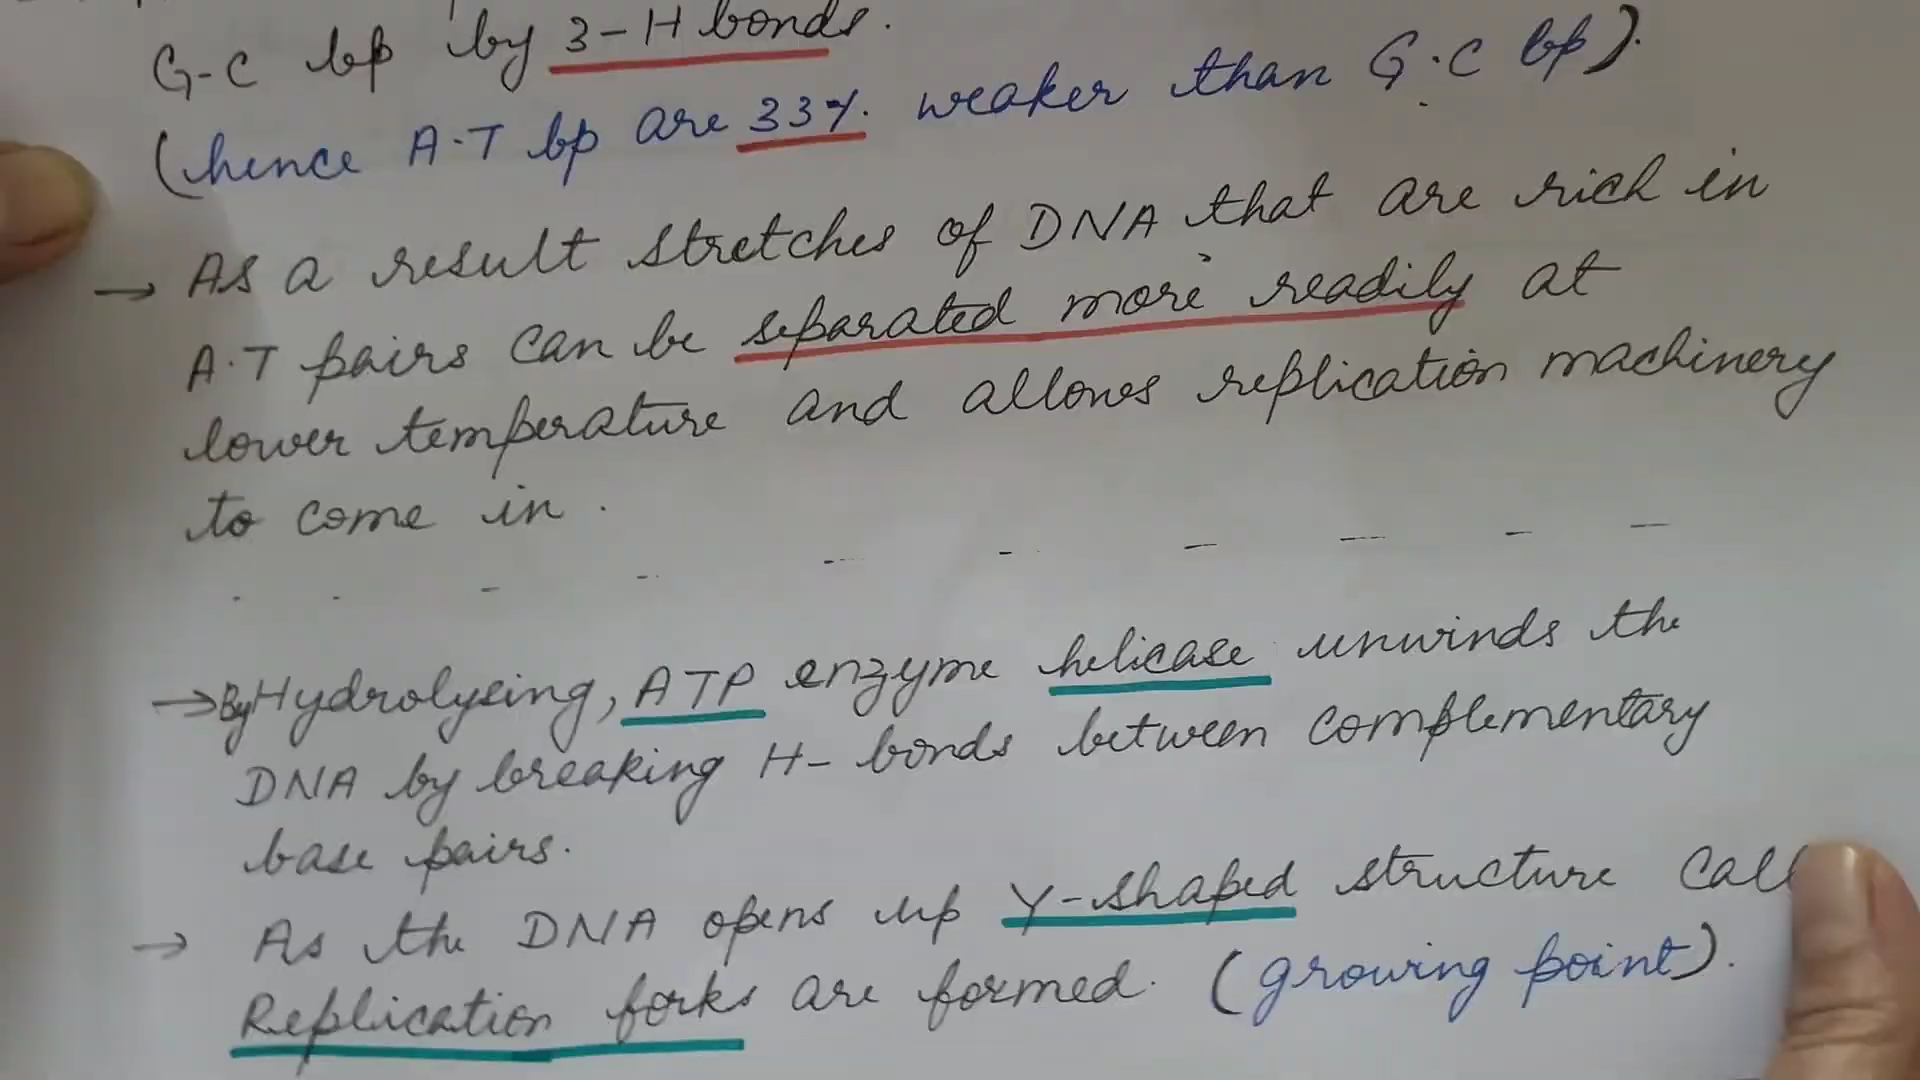 G-C bp by 3-H bonds.
(hence A.T bp are 33%. weaker than G.C bp).
→ As a result stretches of DNA that are rich in
A.T pairs can be separated more readily at
lower temperature and allows replication machinery
to come in.
→ By Hydrolysing, ATP enzyme helicase unwinds the
DNA by breaking H- bonds between complementary
base pairs.
→ As the DNA opens up Y-shaped structure call
Replication forks are formed. (growing point).